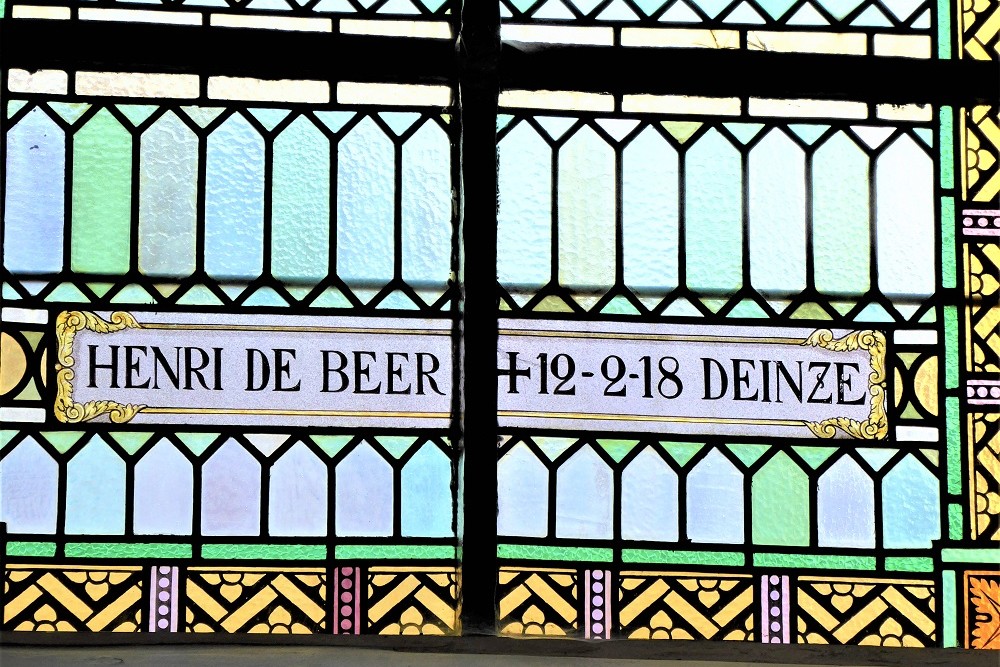 HENRI DE BEER +12-2-18 DEINZE